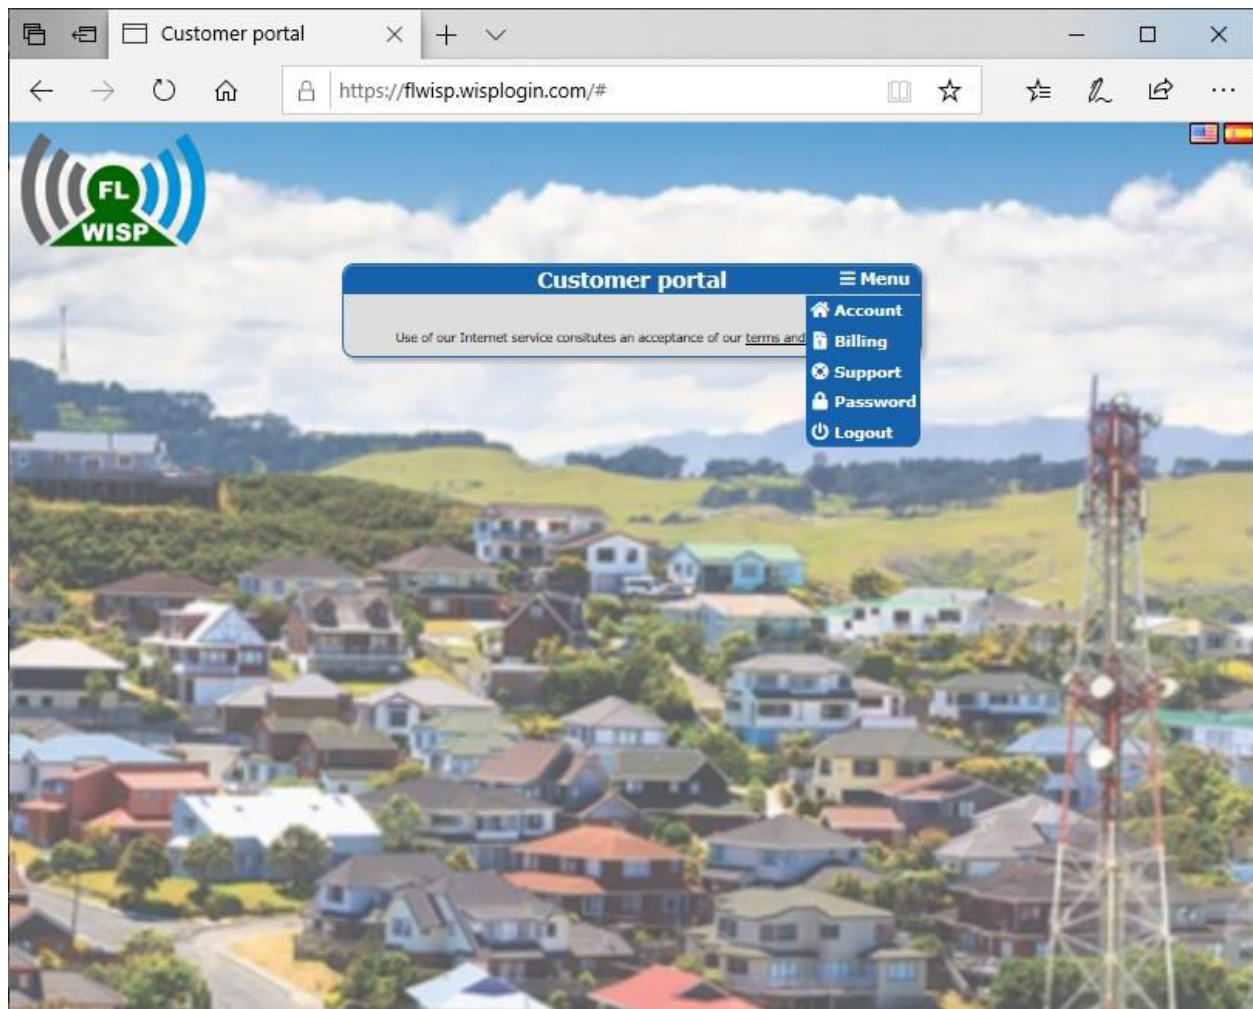 Customer portal
https://flwisp.wisplogin.com/#
FL
WISP
Customer portal
Menu
Use of our Internet service consitutes an acceptance of our terms and
Account
Billing
Support
Password
Logout